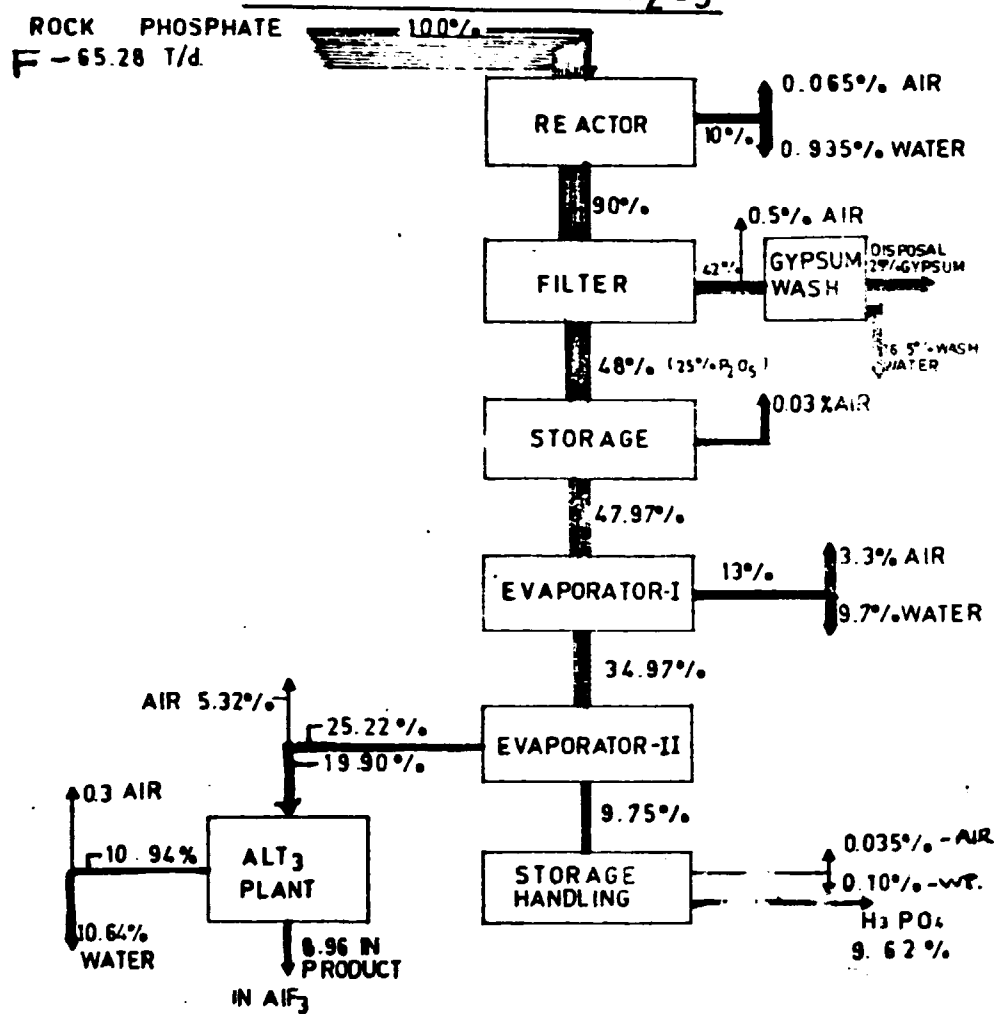 ROCK PHOSPHATE
F - 65.28 T/d.
100%
REACTOR
10%
0.065% AIR
0.935% WATER
90%
FILTER
42%
0.5% AIR
GYPSUM
WASH
DISPOSAL
GYPSUM
WASH
WATER
48% (25% P2O5)
STORAGE
0.03% AIR
47.97%
EVAPORATOR-I
13%
3.3% AIR
9.7% WATER
34.97%
EVAPORATOR-II
AIR 5.32%
25.22%
19.90%
9.75%
0.3 AIR
10.94%
ALT3
PLANT
10.64%
WATER
8.96 IN
PRODUCT
IN AlF3
STORAGE
HANDLING
0.035% - AIR
0.10% - WT.
H3PO4
9.62%